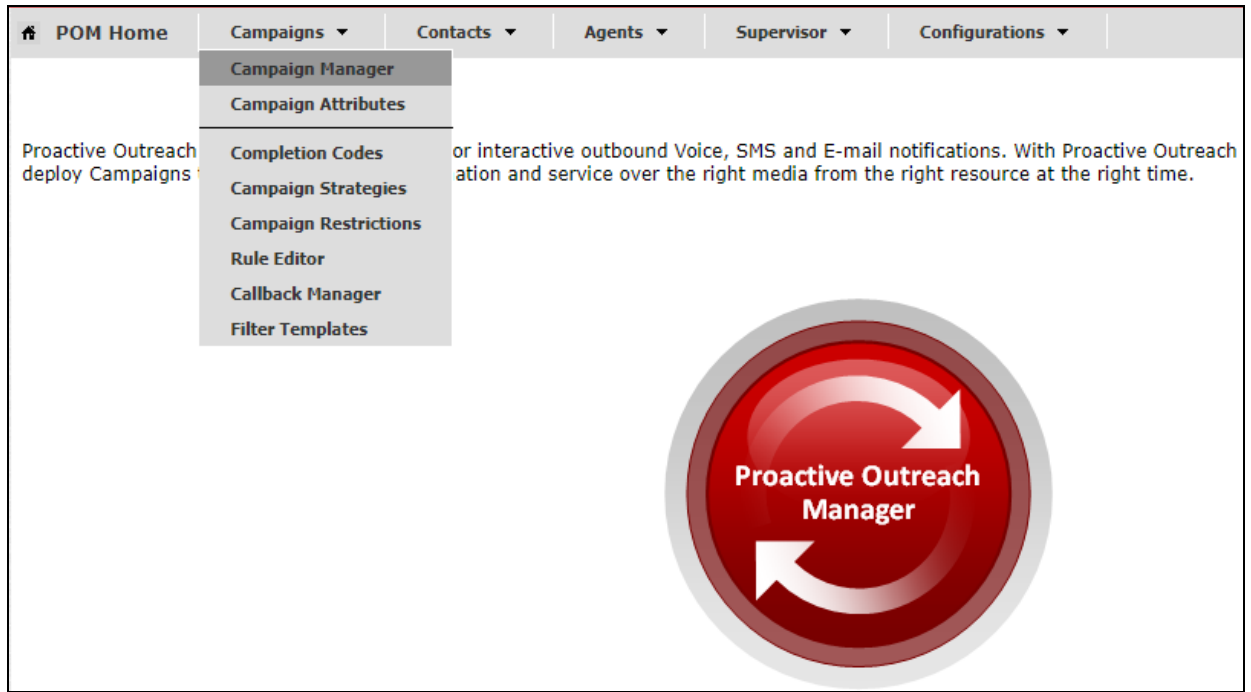 POM Home Campaigns Contacts Agents Supervisor Configurations
Campaign Manager
Campaign Attributes
Completion Codes
Campaign Strategies
Campaign Restrictions
Rule Editor
Callback Manager
Filter Templates
Proactive Outreach or interactive outbound Voice, SMS and E-mail notifications. With Proactive Outreach
deploy Campaigns ation and service over the right media from the right resource at the right time.
Proactive Outreach
Manager